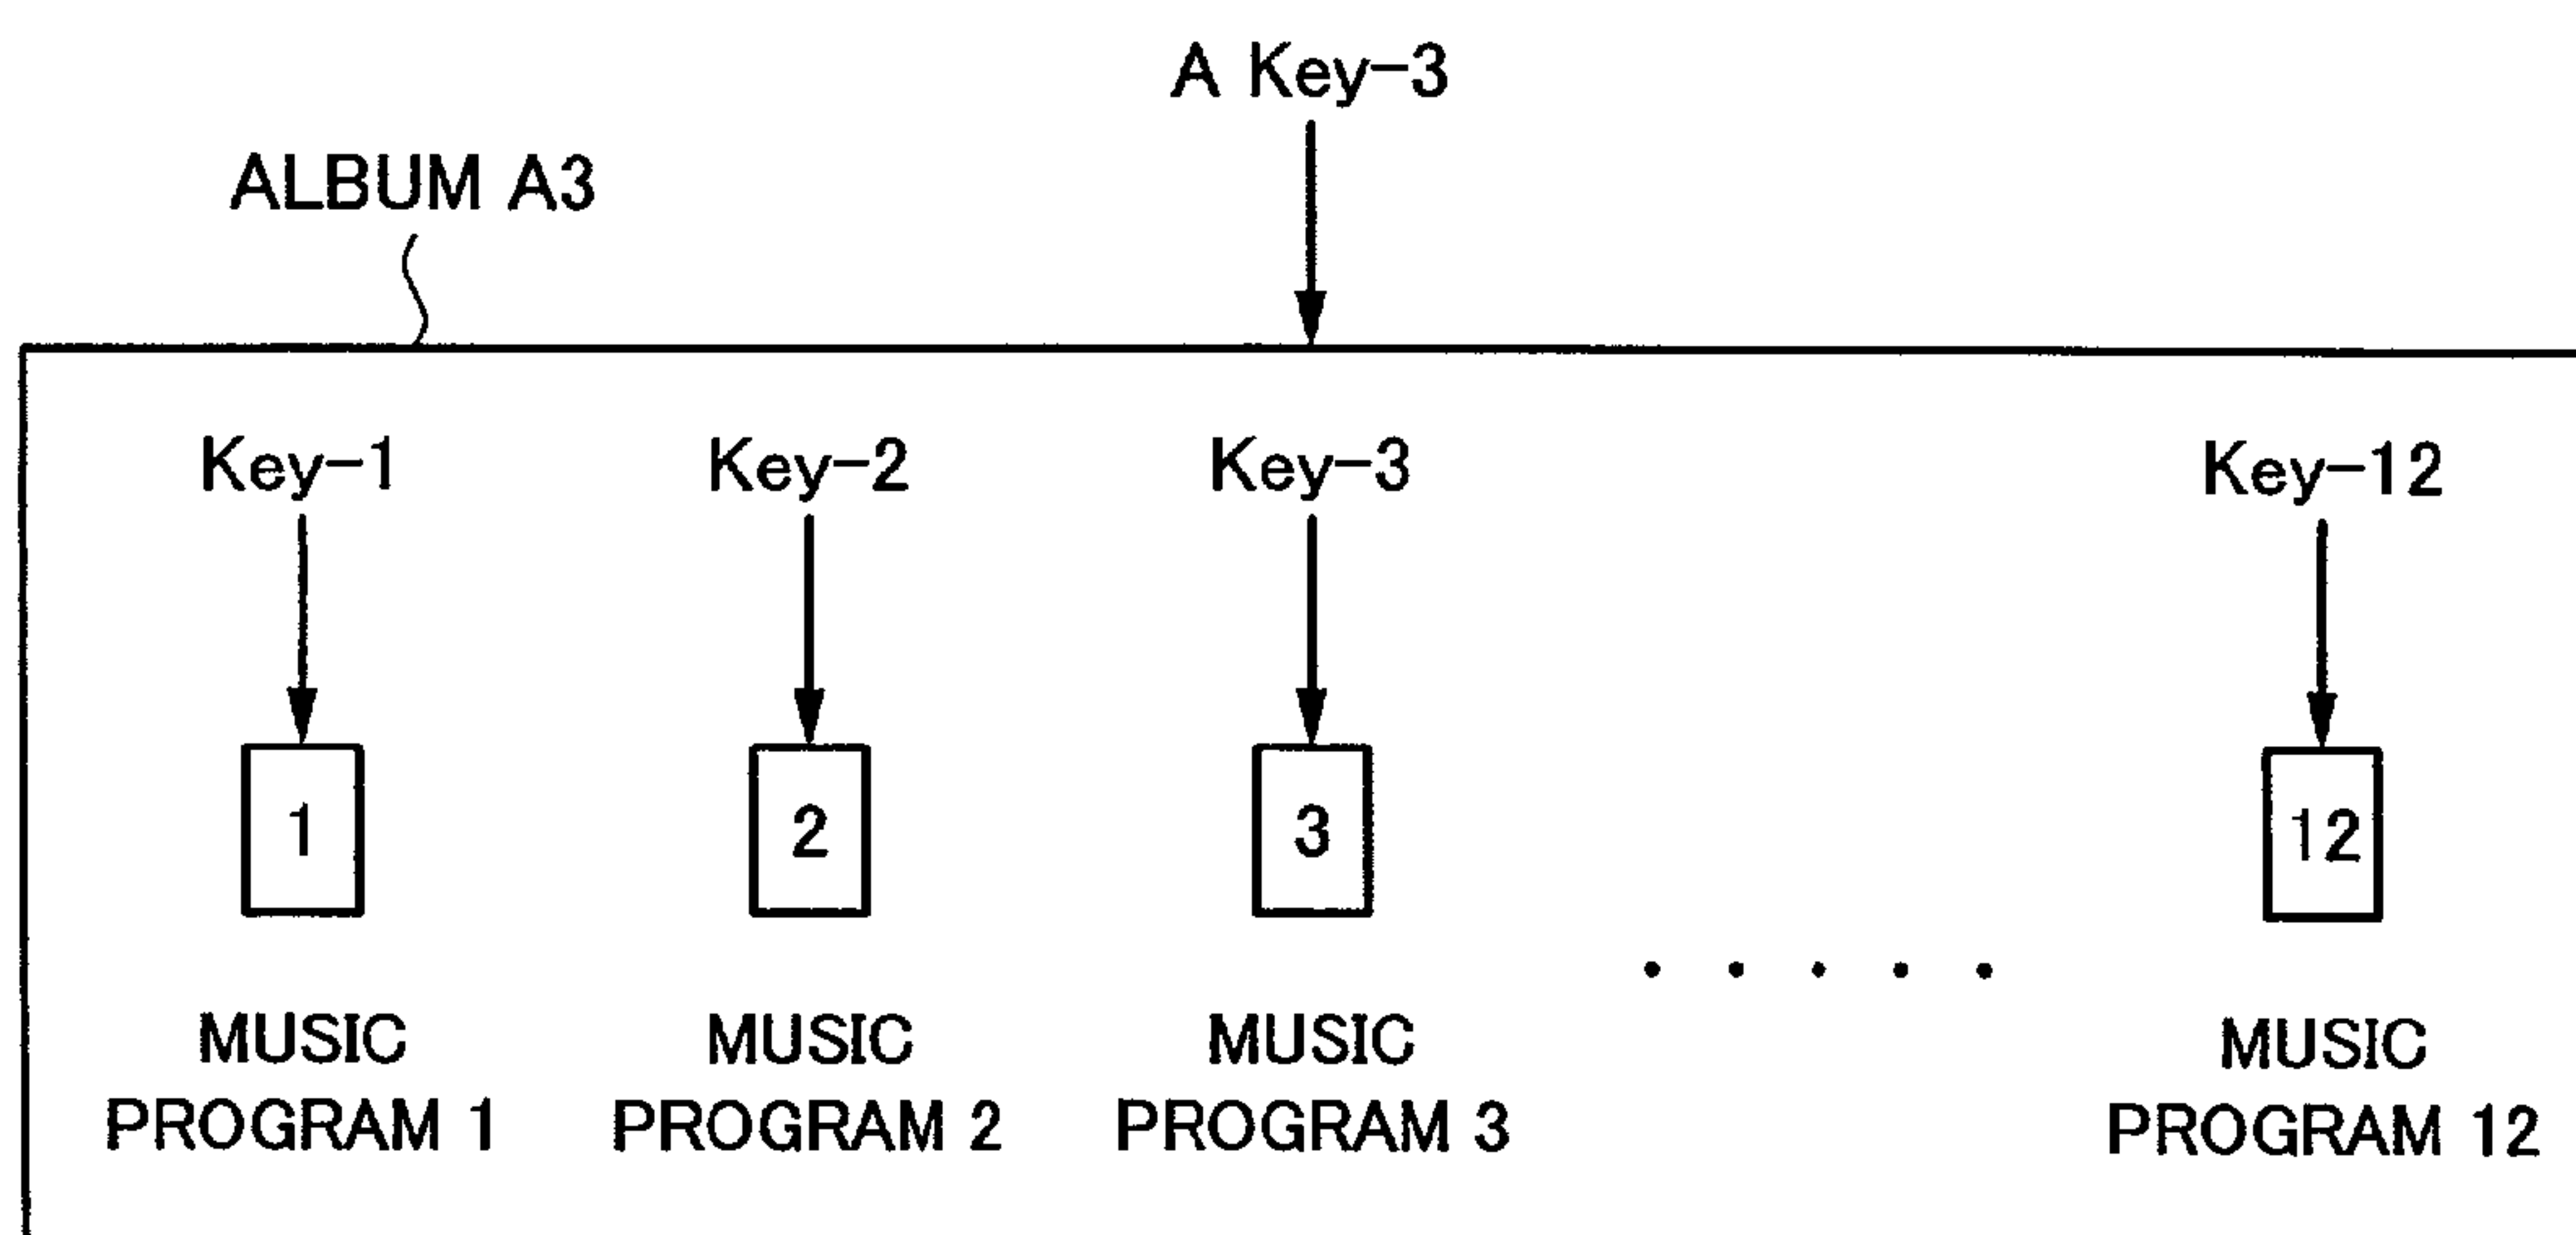 A Key-3
ALBUM A3
Key-1
Key-2
Key-3
Key-12
1
2
3
12
. . . . .
MUSIC
PROGRAM 1
MUSIC
PROGRAM 2
MUSIC
PROGRAM 3
MUSIC
PROGRAM 12